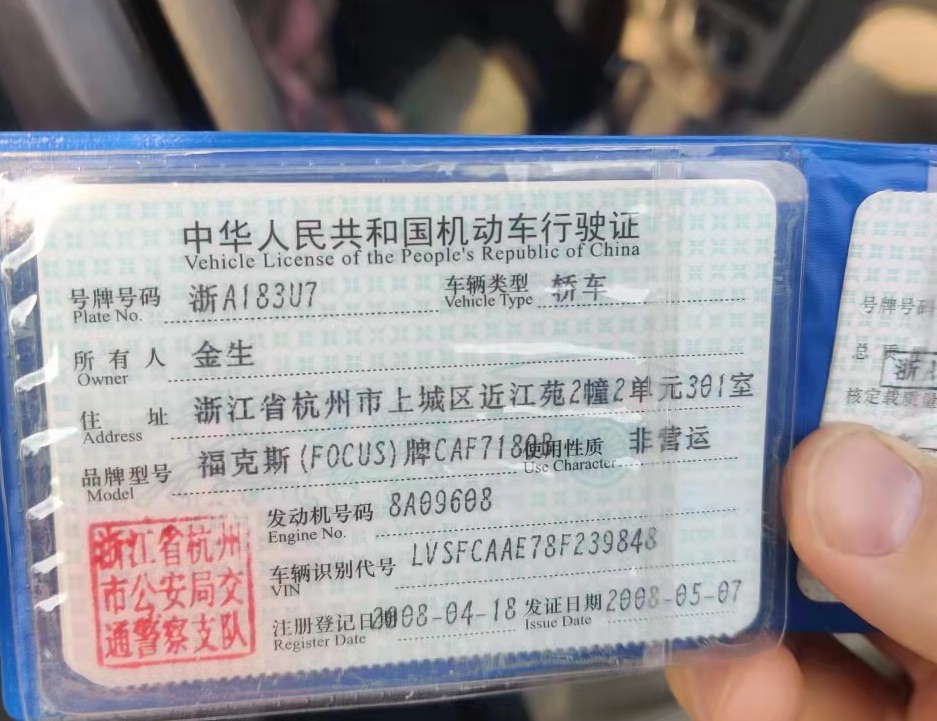 中华人民共和国机动车行驶证
Vehicle License of the People's Republic of China
号牌号码 浙A183U7 车辆类型 轿车
Plate No. Vehicle Type
所有人 金生
Owner
住址 浙江省杭州市上城区近江苑2幢2单元301室
Address
品牌型号 福克斯(FOCUS)牌CAF7180B 使用性质 非营运
Model Use Character
发动机号码 8A09608
Engine No.
车辆识别代号 LVSFCAAE78F239848
VIN
注册登记日期 2008-04-18 发证日期 2008-05-07
Register Date Issue Date
浙江省杭州
市公安局交
通警察支队
号牌号码
总质
浙A
核定载质量